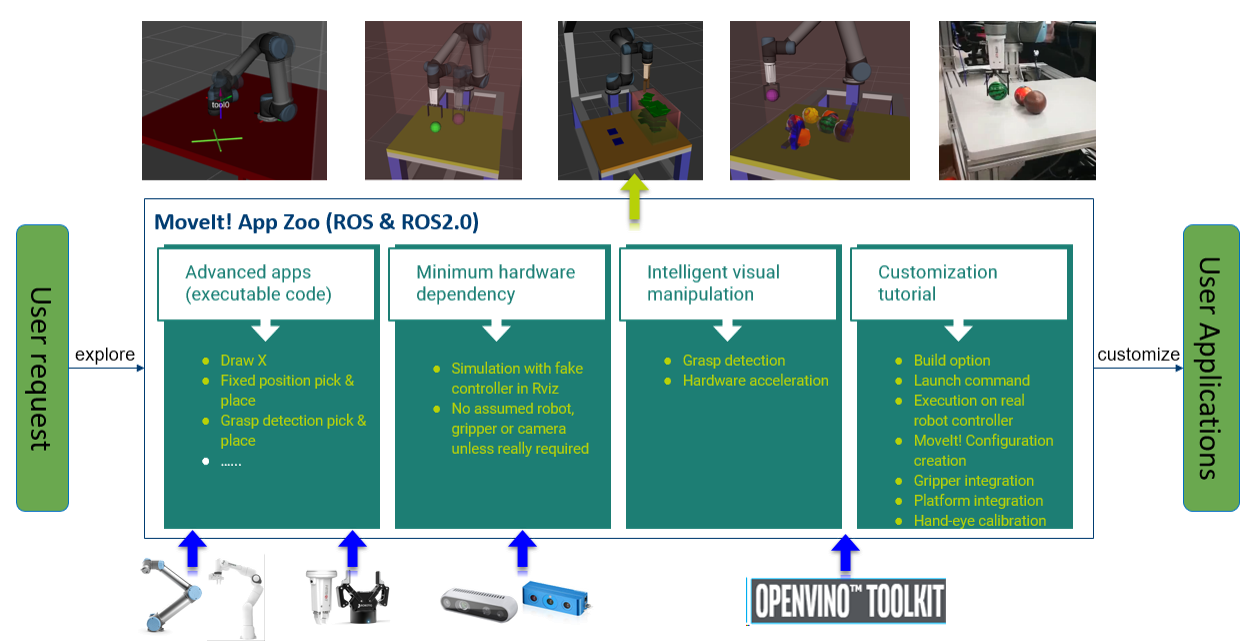 tool0
MoveIt! App Zoo (ROS & ROS2.0)
User request
explore
Advanced apps
(executable code)
Draw X
Fixed position pick &
place
Grasp detection pick &
place
......
Minimum hardware
dependency
Simulation with fake
controller in Rviz
No assumed robot,
gripper or camera
unless really required
Intelligent visual
manipulation
Grasp detection
Hardware acceleration
Customization
tutorial
Build option
Launch command
Execution on real
robot controller
MoveIt! Configuration
creation
Gripper integration
Platform integration
Hand-eye calibration
customize
User Applications
OPENVINO™ TOOLKIT